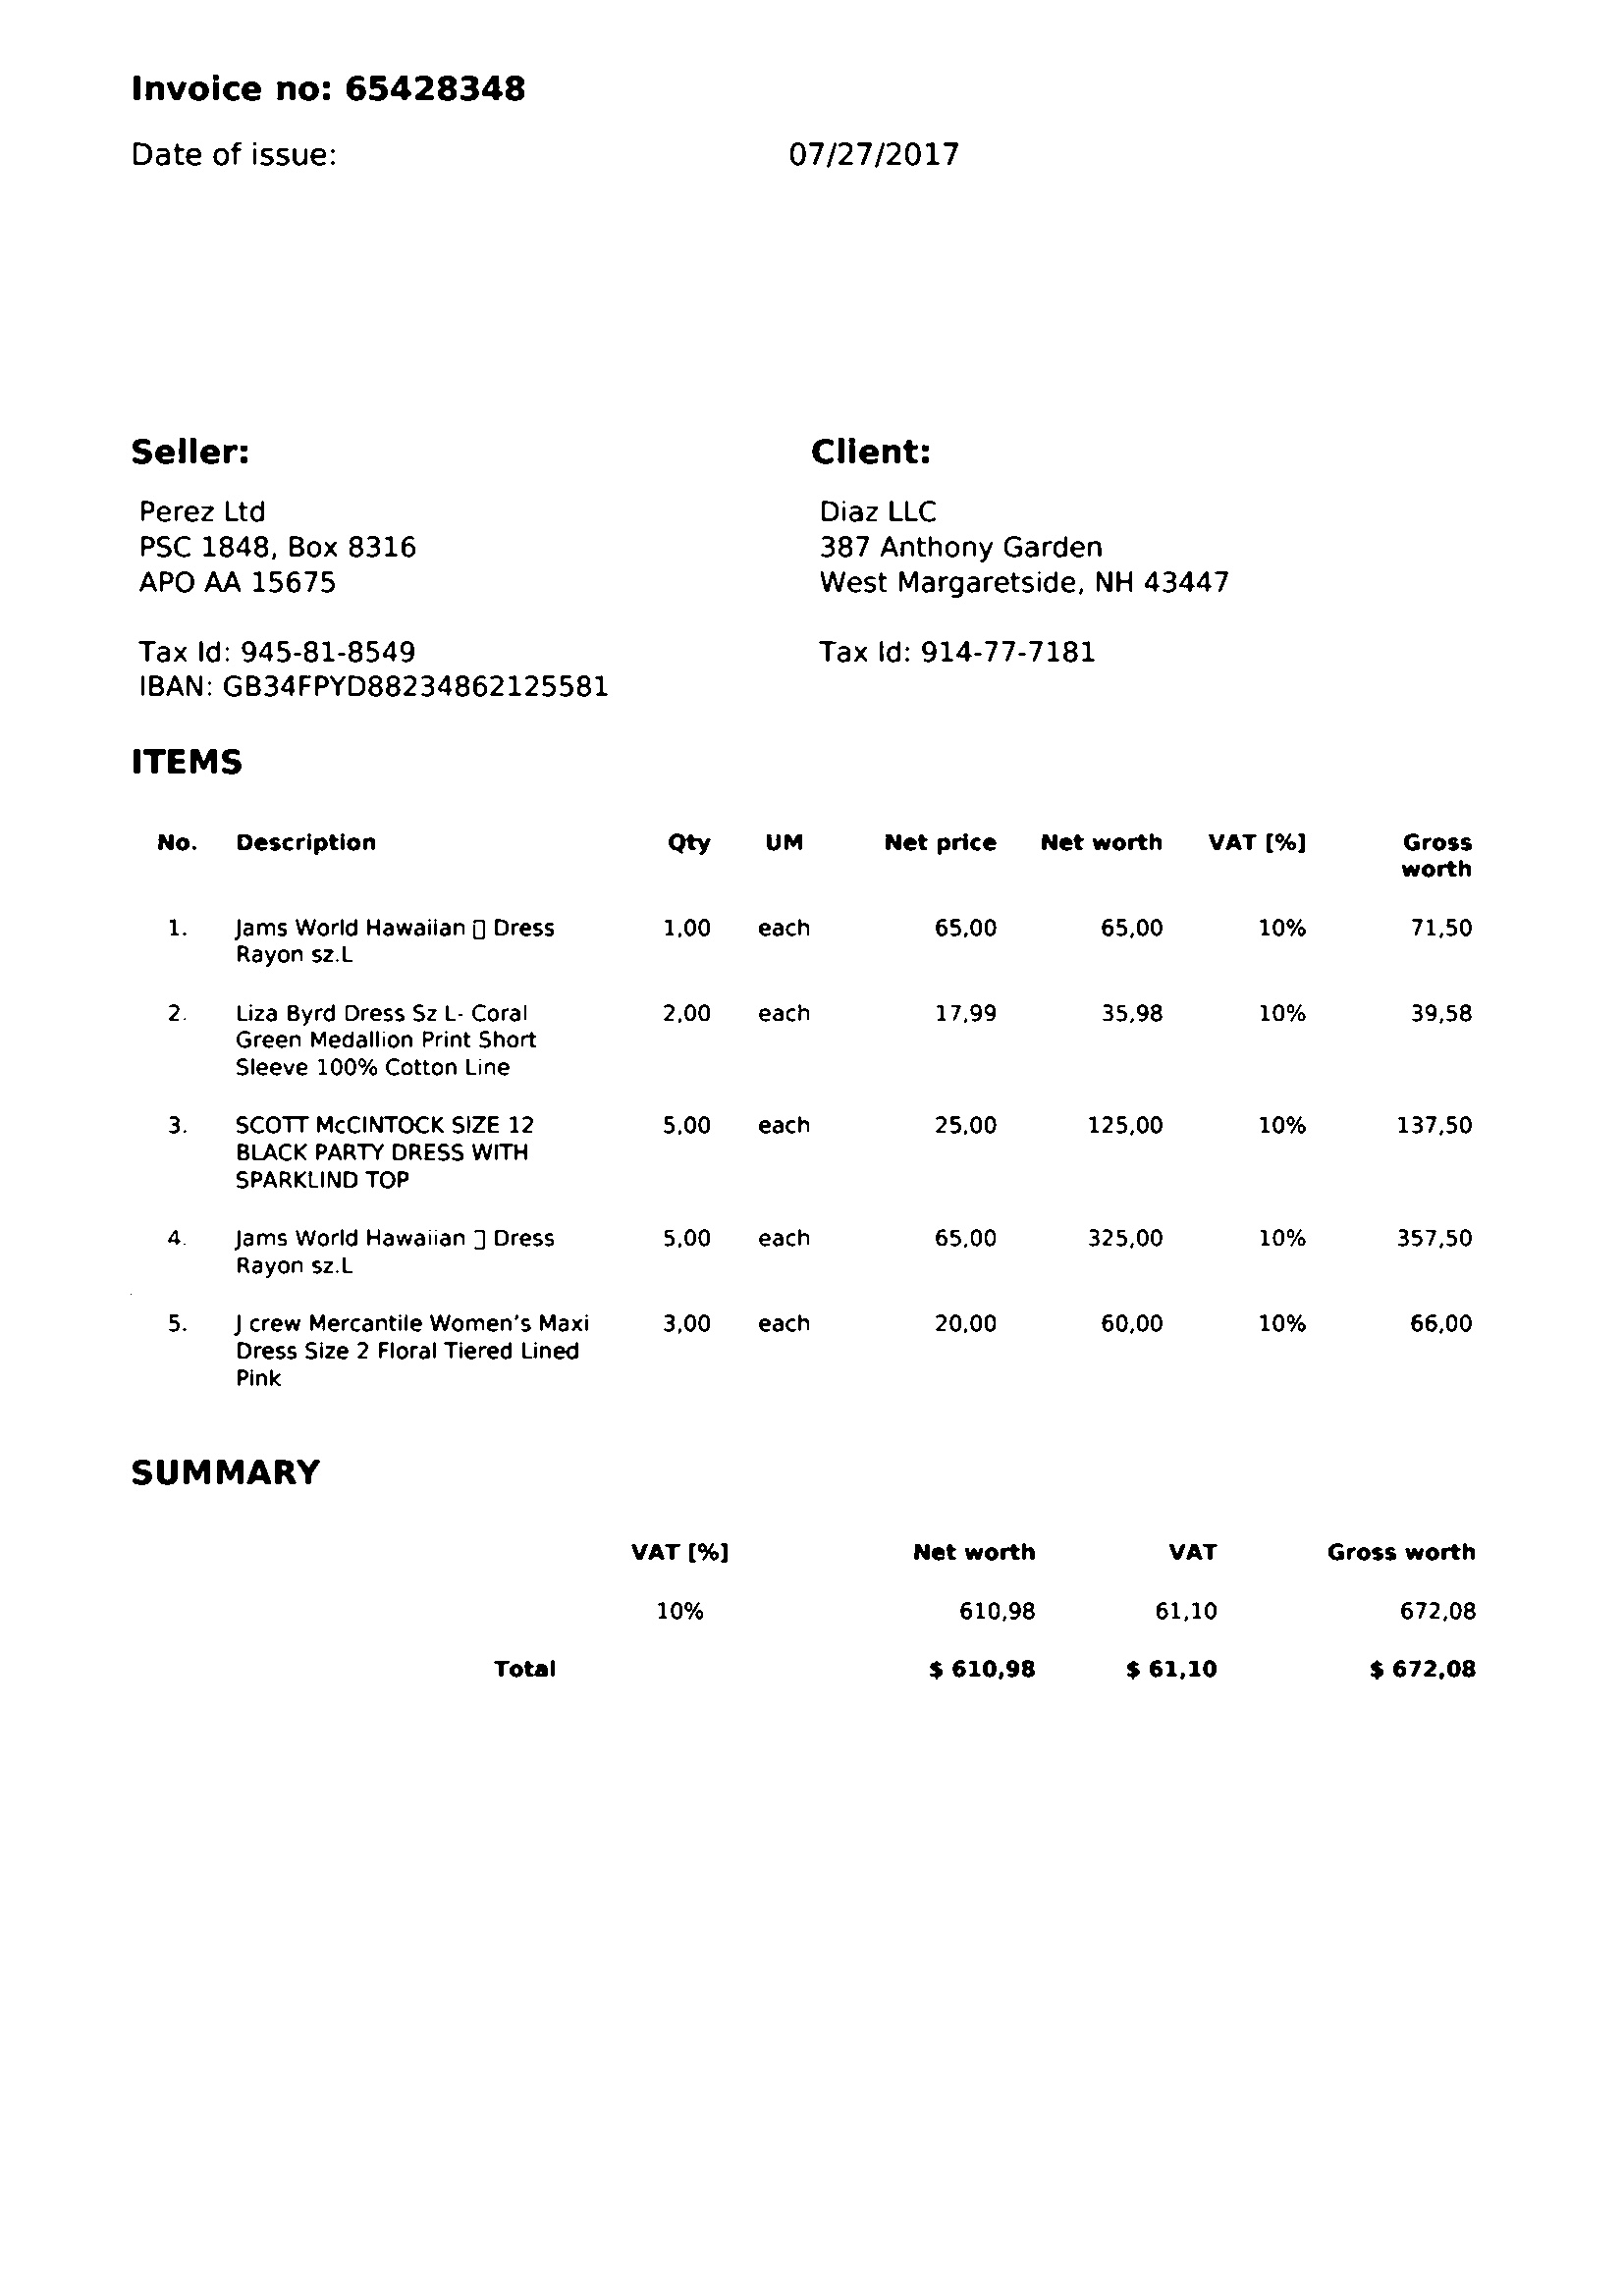 Invoice no: 65428348
Date of issue: 07/27/2017
Seller: Client:
Perez Ltd Diaz LLC
PSC 1848, Box 8316 387 Anthony Garden
APO AA 15675 West Margaretside, NH 43447
Tax Id: 945-81-8549 Tax Id: 914-77-7181
IBAN: GB34FPYD88234862125581
ITEMS
No. Description Qty UM Net price Net worth VAT [%] Gross
worth
1. Jams World Hawaiian ▯ Dress 1,00 each 65,00 65,00 10% 71,50
Rayon sz.L
2. Liza Byrd Dress Sz L- Coral 2,00 each 17,99 35,98 10% 39,58
Green Medallion Print Short
Sleeve 100% Cotton Line
3. SCOTT McCINTOCK SIZE 12 5,00 each 25,00 125,00 10% 137,50
BLACK PARTY DRESS WITH
SPARKLIND TOP
4. Jams World Hawaiian ▯ Dress 5,00 each 65,00 325,00 10% 357,50
Rayon sz.L
5. J crew Mercantile Women's Maxi 3,00 each 20,00 60,00 10% 66,00
Dress Size 2 Floral Tiered Lined
Pink
SUMMARY
VAT [%] Net worth VAT Gross worth
10% 610,98 61,10 672,08
Total $ 610,98 $ 61,10 $ 672,08